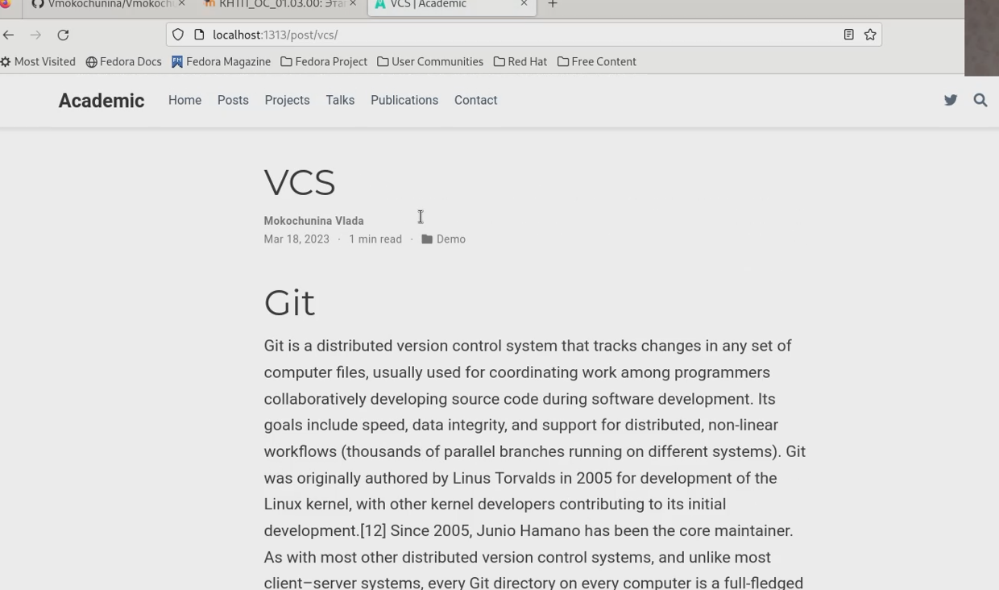 Vmokochunina/Vmokochu
КНТІТ_ОС_01.03.00: Этап
VCS | Academic
localhost:1313/post/vcs/
Most Visited Fedora Docs Fedora Magazine Fedora Project User Communities Red Hat Free Content
Academic Home Posts Projects Talks Publications Contact
VCS
Mokochunina Vlada
Mar 18, 2023 · 1 min read · Demo
Git
Git is a distributed version control system that tracks changes in any set of
computer files, usually used for coordinating work among programmers
collaboratively developing source code during software development. Its
goals include speed, data integrity, and support for distributed, non-linear
workflows (thousands of parallel branches running on different systems). Git
was originally authored by Linus Torvalds in 2005 for development of the
Linux kernel, with other kernel developers contributing to its initial
development.[12] Since 2005, Junio Hamano has been the core maintainer.
As with most other distributed version control systems, and unlike most
client–server systems, every Git directory on every computer is a full-fledged